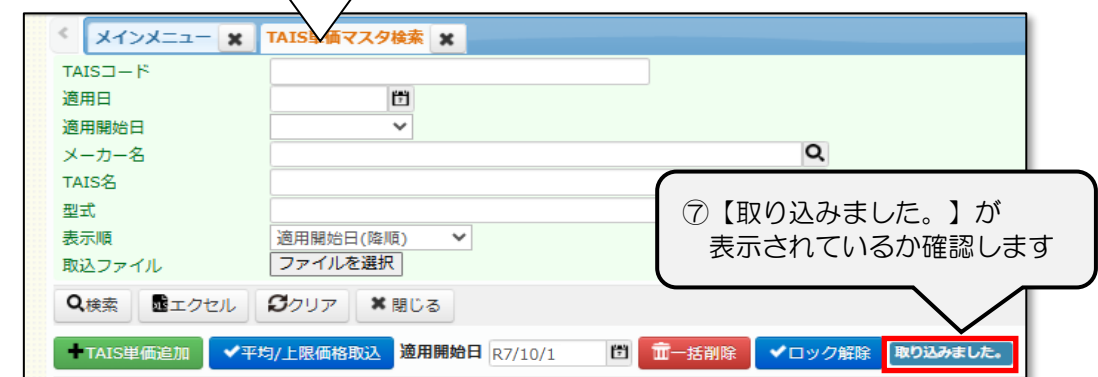 メインメニュー TAIS単価マスタ検索
TAISコード
適用日
適用開始日
メーカー名
TAIS名
型式
表示順 適用開始日(降順)
取込ファイル ファイルを選択
⑦【取り込みました。】が
表示されているか確認します
検索 エクセル クリア 閉じる
TAIS単価追加 平均/上限価格取込 適用開始日 R7/10/1 一括削除 ロック解除 取り込みました。